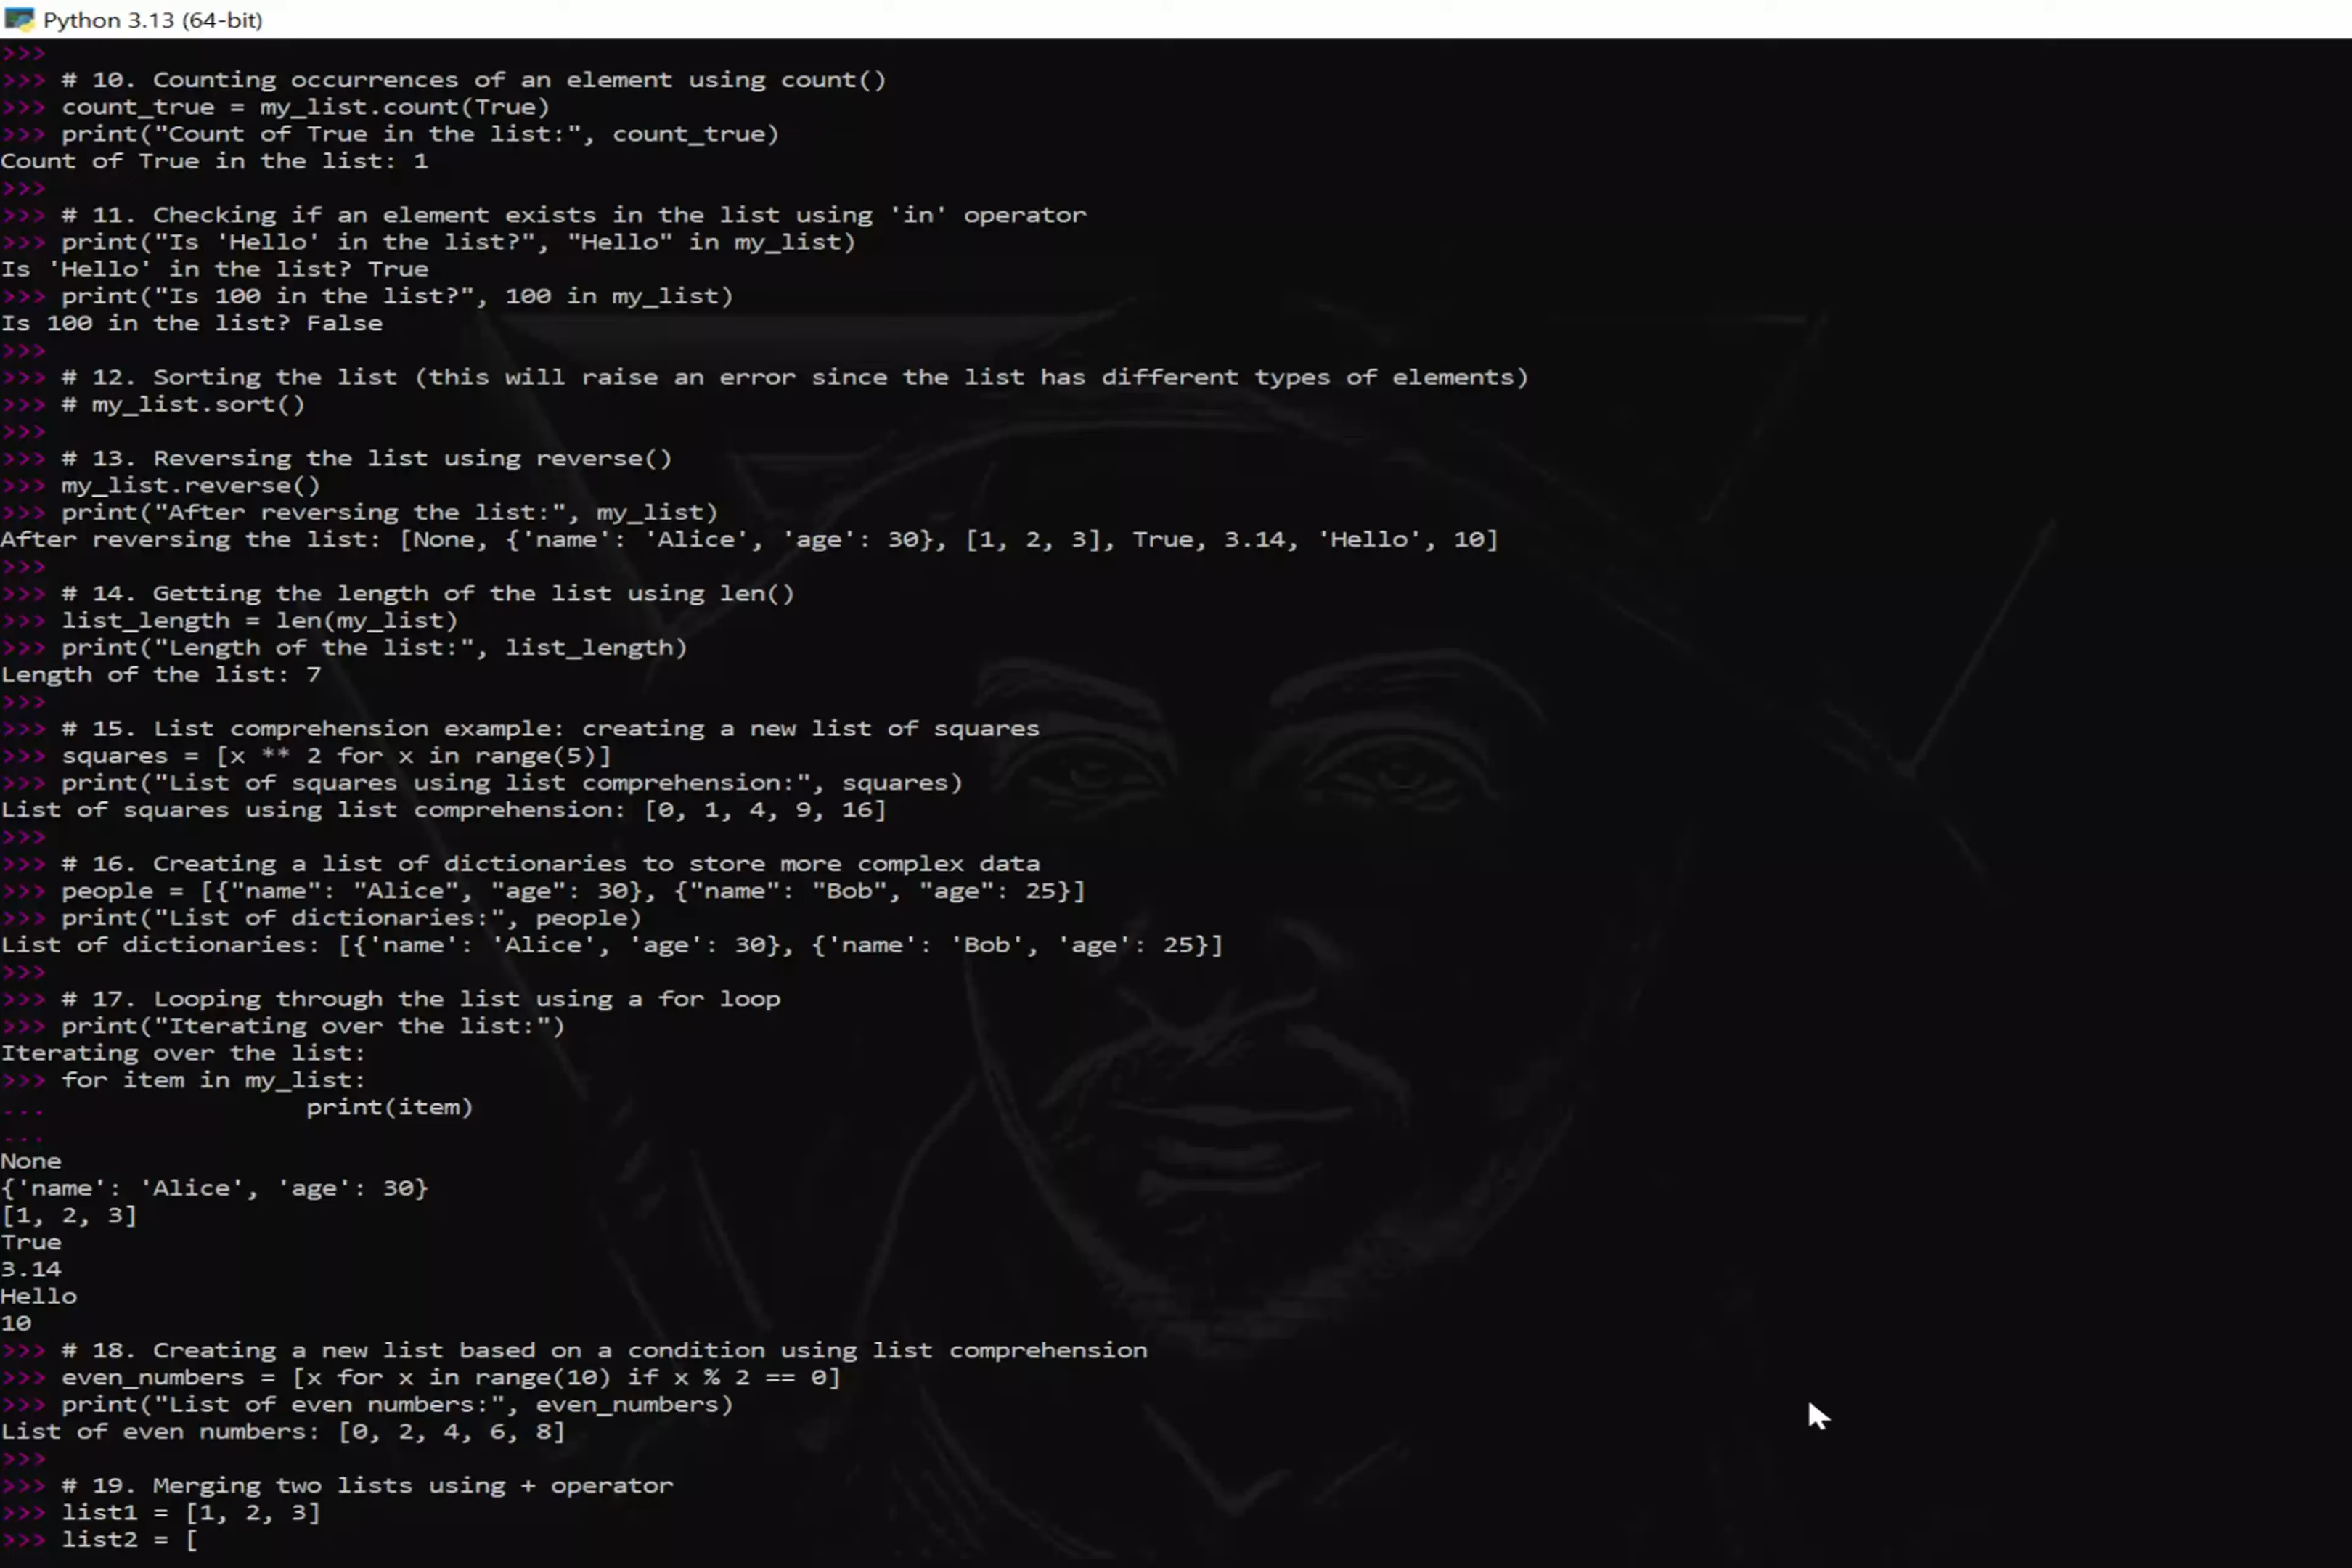 Python 3.13 (64-bit)
>>>
>>> # 10. Counting occurrences of an element using count()
>>> count_true = my_list.count(True)
>>> print("Count of True in the list:", count_true)
Count of True in the list: 1
>>>
>>> # 11. Checking if an element exists in the list using 'in' operator
>>> print("Is 'Hello' in the list?", "Hello" in my_list)
Is 'Hello' in the list? True
>>> print("Is 100 in the list?", 100 in my_list)
Is 100 in the list? False
>>>
>>> # 12. Sorting the list (this will raise an error since the list has different types of elements)
>>> # my_list.sort()
>>>
>>> # 13. Reversing the list using reverse()
>>> my_list.reverse()
>>> print("After reversing the list:", my_list)
After reversing the list: [None, {'name': 'Alice', 'age': 30}, [1, 2, 3], True, 3.14, 'Hello', 10]
>>>
>>> # 14. Getting the length of the list using len()
>>> list_length = len(my_list)
>>> print("Length of the list:", list_length)
Length of the list: 7
>>>
>>> # 15. List comprehension example: creating a new list of squares
>>> squares = [x ** 2 for x in range(5)]
>>> print("List of squares using list comprehension:", squares)
List of squares using list comprehension: [0, 1, 4, 9, 16]
>>>
>>> # 16. Creating a list of dictionaries to store more complex data
>>> people = [{"name": "Alice", "age": 30}, {"name": "Bob", "age": 25}]
>>> print("List of dictionaries:", people)
List of dictionaries: [{'name': 'Alice', 'age': 30}, {'name': 'Bob', 'age': 25}]
>>>
>>> # 17. Looping through the list using a for loop
>>> print("Iterating over the list:")
Iterating over the list:
>>> for item in my_list:
...                 print(item)
...
None
{'name': 'Alice', 'age': 30}
[1, 2, 3]
True
3.14
Hello
10
>>> # 18. Creating a new list based on a condition using list comprehension
>>> even_numbers = [x for x in range(10) if x % 2 == 0]
>>> print("List of even numbers:", even_numbers)
List of even numbers: [0, 2, 4, 6, 8]
>>>
>>> # 19. Merging two lists using + operator
>>> list1 = [1, 2, 3]
>>> list2 = [